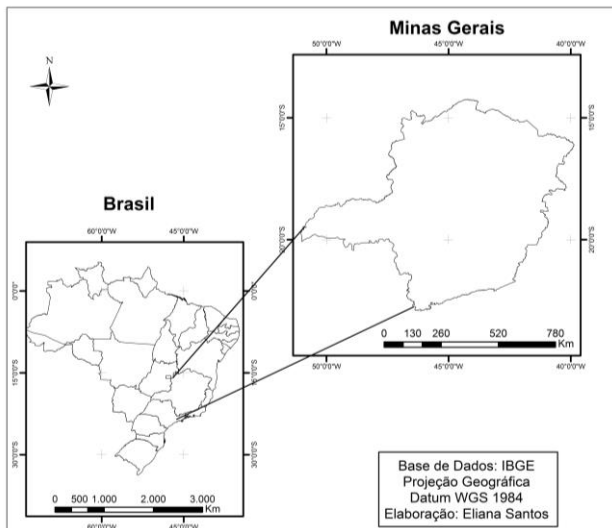 Minas Gerais
50°0'0"W
45°0'0"W
40°0'0"W
N
15°0'0"S
15°0'0"S
20°0'0"S
20°0'0"S
0 130 260 520 780
Km
50°0'0"W
45°0'0"W
40°0'0"W
Brasil
60°0'0"W
45°0'0"W
0°0'0"
0°0'0"
15°0'0"S
15°0'0"S
30°0'0"S
30°0'0"S
0 500 1.000 2.000 3.000
Km
60°0'0"W
45°0'0"W
Base de Dados: IBGE
Projeção Geográfica
Datum WGS 1984
Elaboração: Eliana Santos